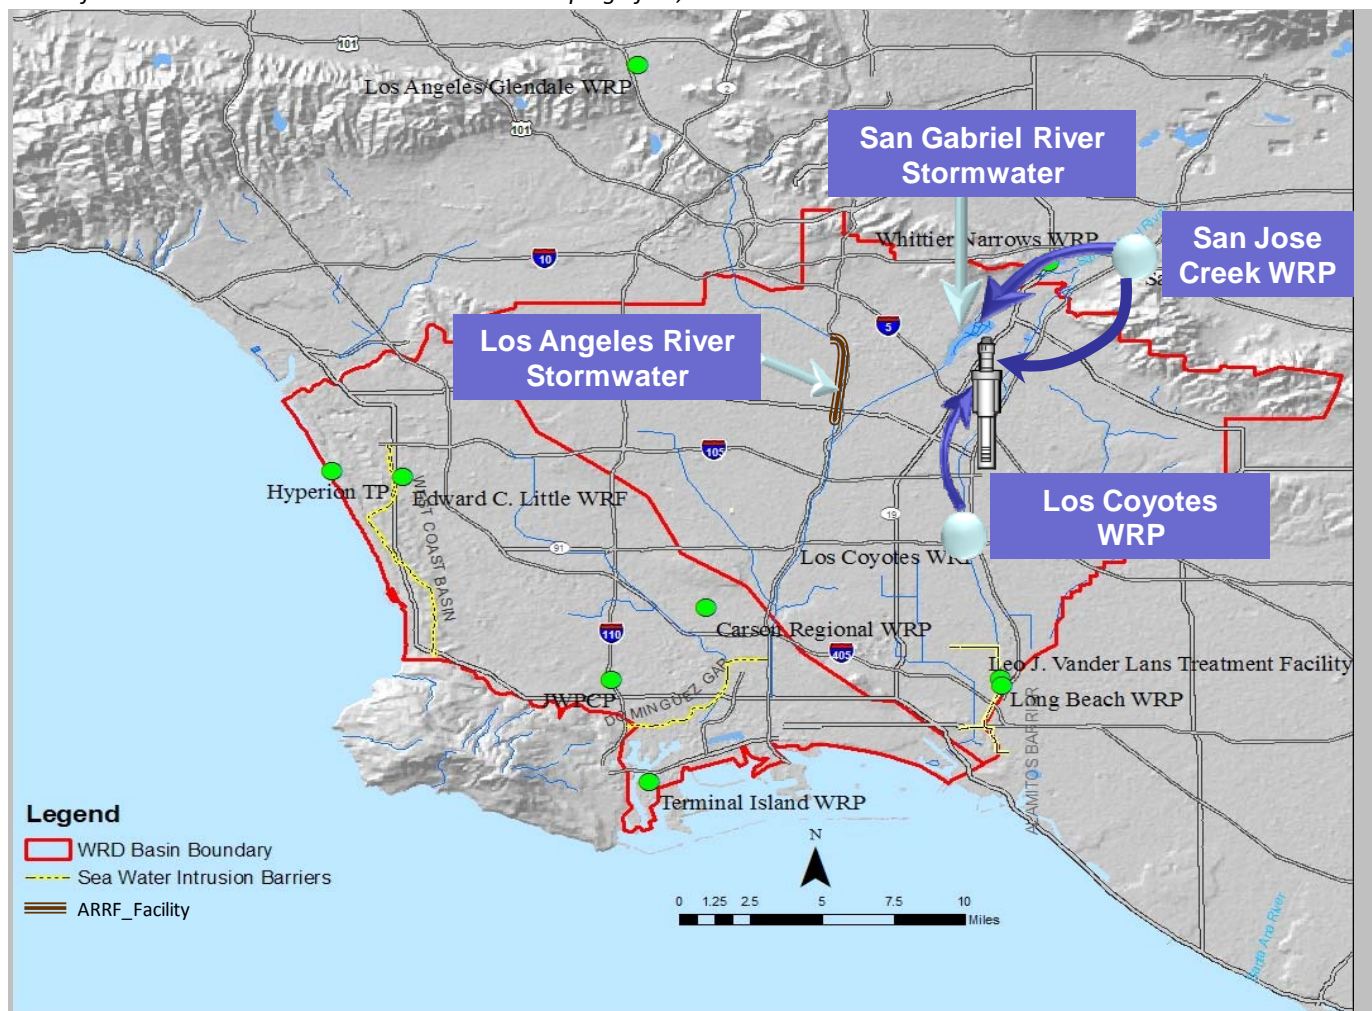 101
Los Angeles/Glendale WRP
2
101
San Gabriel River
Stormwater
Whittier Narrows WRP
San Jose
Creek WRP
10
5
Los Angeles River
Stormwater
105
Hyperion TP
Edward C. Little WRF
WEST COAST BASIN
19
Los Coyotes
WRP
91
Los Coyotes WRP
Carson Regional WRP
110
405
Leo J. Vander Lans Treatment Facility
Long Beach WRP
JWPCP
DOMINGUEZ GAP
ALAMITOS BARRIOR
Terminal Island WRP
Legend
WRD Basin Boundary
Sea Water Intrusion Barriers
ARRF_Facility
N
0 1.25 2.5 5 7.5 10
Miles
Santa Ana River